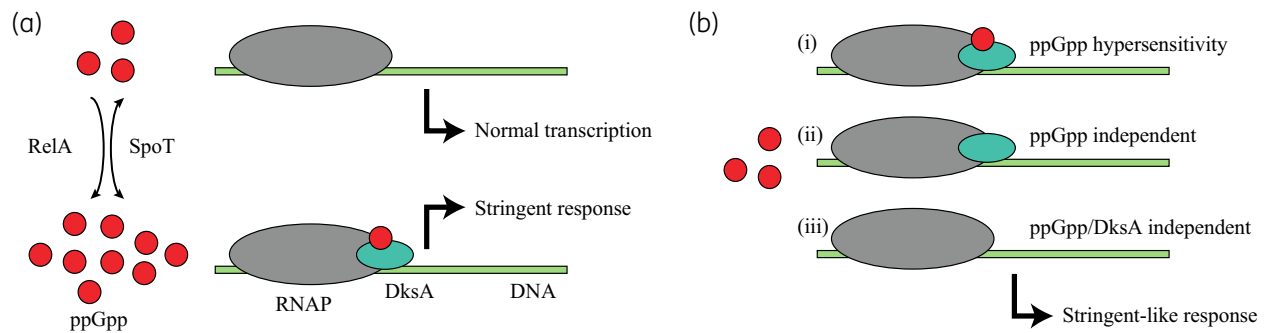 (a)
RelA
SpoT
ppGpp
Normal transcription
Stringent response
RNAP
DksA
DNA
(b)
(i)
ppGpp hypersensitivity
(ii)
ppGpp independent
(iii)
ppGpp/DksA independent
Stringent-like response